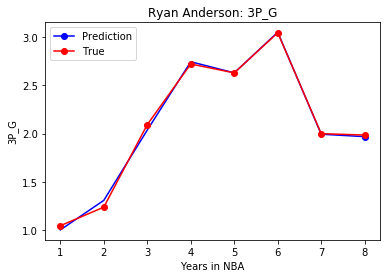 Ryan Anderson: 3P_G
Prediction
True
3P_G
3.0
2.5
2.0
1.5
1.0
1 2 3 4 5 6 7 8
Years in NBA